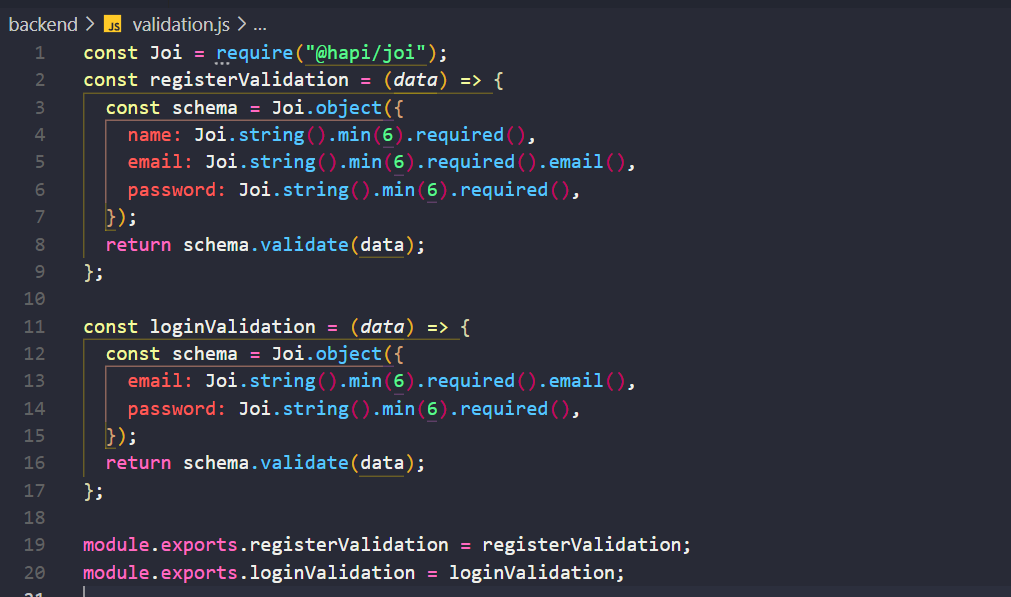 backend > JS validation.js > ...
1 const Joi = require("@hapi/joi");
2 const registerValidation = (data) => {
3 const schema = Joi.object({
4 name: Joi.string().min(6).required(),
5 email: Joi.string().min(6).required().email(),
6 password: Joi.string().min(6).required(),
7 });
8 return schema.validate(data);
9 };
10
11 const loginValidation = (data) => {
12 const schema = Joi.object({
13 email: Joi.string().min(6).required().email(),
14 password: Joi.string().min(6).required(),
15 });
16 return schema.validate(data);
17 };
18
19 module.exports.registerValidation = registerValidation;
20 module.exports.loginValidation = loginValidation;
21